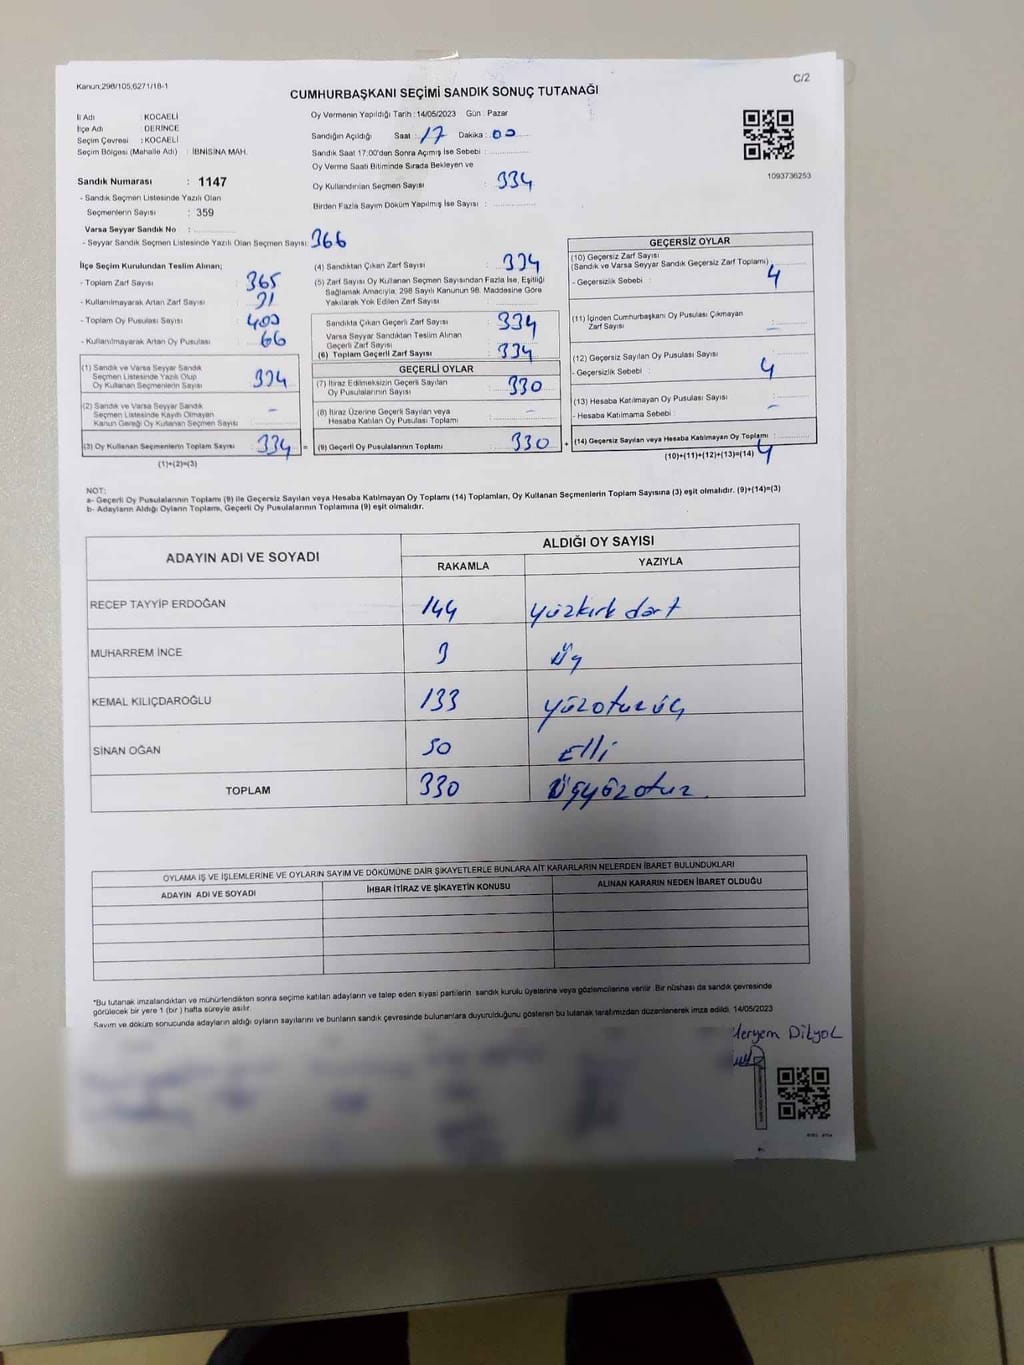 Kanun;298/105,6271/18-1
C/2
CUMHURBAŞKANI SEÇİMİ SANDIK SONUÇ TUTANAĞI
İl Adı : KOCAELİ
İlçe Adı : DERİNCE
Seçim Çevresi : KOCAELİ
Seçim Bölgesi (Mahalle Adı) : İBNİSİNA MAH.
Sandık Numarası : 1147
- Sandık Seçmen Listesinde Yazılı Olan
Seçmenlerin Sayısı : 359
Varsa Seyyar Sandık No :
- Seyyar Sandık Seçmen Listesinde Yazılı Olan Seçmen Sayısı: 366
Oy Vermenin Yapıldığı Tarih : 14/05/2023 Gün : Pazar
Sandığın Açıldığı Saat : 17 Dakika : 00
Sandık Saat 17:00'dan Sonra Açmış İse Sebebi :
Oy Verme Saati Bitiminde Sırada Bekleyen ve
Oy Kullandırılan Seçmen Sayısı : 334
Birden Fazla Sayım Döküm Yapılmış İse Sayısı :
1093736253
İlçe Seçim Kurulundan Teslim Alınan;
- Toplam Zarf Sayısı : 365
- Kullanılmayarak Artan Zarf Sayısı : 31
- Toplam Oy Pusulası Sayısı : 400
- Kullanılmayarak Artan Oy Pusulası : 66
(1) Sandık ve Varsa Seyyar Sandık
Seçmen Listesinde Yazılı Olup
Oy Kullanan Seçmenlerin Sayısı 334
(2) Sandık ve Varsa Seyyar Sandık
Seçmen Listesinde Kayıtlı Olmayan
Kanun Gereği Oy Kullanan Seçmen Sayısı : -
(3) Oy Kullanan Seçmenlerin Toplam Sayısı 334 =
(1)+(2)=(3)
(4) Sandıktan Çıkan Zarf Sayısı : 334
(5) Zarf Sayısı Oy Kullanan Seçmen Sayısından Fazla İse, Eşitliği
Sağlamak Amacıyla, 298 Sayılı Kanunun 98. Maddesine Göre
Yakılarak Yok Edilen Zarf Sayısı :
Sandıkta Çıkan Geçerli Zarf Sayısı : 334
Varsa Seyyar Sandıktan Teslim Alınan
Geçerli Zarf Sayısı :
(6) Toplam Geçerli Zarf Sayısı : 334
GEÇERLİ OYLAR
(7) İtiraz Edilmeksizin Geçerli Sayılan
Oy Pusulalarının Sayısı : 330
(8) İtiraz Üzerine Geçerli Sayılan veya
Hesaba Katılan Oy Pusulası Toplamı : -
(9) Geçerli Oy Pusulalarının Toplamı : 330 +
GEÇERSİZ OYLAR
(10) Geçersiz Zarf Sayısı
(Sandık ve Varsa Seyyar Sandık Geçersiz Zarf Toplamı)
- Geçersizlik Sebebi : 4
(11) İçinden Cumhurbaşkanı Oy Pusulası Çıkmayan
Zarf Sayısı : -
(12) Geçersiz Sayılan Oy Pusulası Sayısı
- Geçersizlik Sebebi : 4
(13) Hesaba Katılmayan Oy Pusulası Sayısı :
- Hesaba Katılmama Sebebi : -
(14) Geçersiz Sayılan veya Hesaba Katılmayan Oy Toplamı : 4
(10)+(11)+(12)+(13)=(14)
NOT:
a- Geçerli Oy Pusulalarının Toplamı (9) ile Geçersiz Sayılan veya Hesaba Katılmayan Oy Toplamı (14) Toplamları, Oy Kullanan Seçmenlerin Toplam Sayısına (3) eşit olmalıdır. (9)+(14)=(3)
b- Adayların Aldığı Oyların Toplamı, Geçerli Oy Pusulalarının Toplamına (9) eşit olmalıdır.
ADAYIN ADI VE SOYADI
ALDIĞI OY SAYISI
RAKAMLA YAZIYLA
RECEP TAYYİP ERDOĞAN 144 yüzkırk dört
MUHARREM İNCE 3 Üç
KEMAL KILIÇDAROĞLU 133 yüzotuz üç
SİNAN OĞAN 50 Elli
TOPLAM 330 Üçyüzotuz.
OYLAMA İŞ VE İŞLEMLERİNE VE OYLARIN SAYIM VE DÖKÜMÜNE DAİR ŞİKAYETLERLE BUNLARA AİT KARARLARIN NELERDEN İBARET BULUNDUKLARI
ADAYIN ADI VE SOYADI İHBAR İTİRAZ VE ŞİKAYETİN KONUSU ALINAN KARARIN NEDEN İBARET OLDUĞU
*Bu tutanak imzalandıktan ve mühürlendikten sonra seçime katılan adayların ve talep eden siyasi partilerin sandık kurulu üyelerine veya gözlemcilerine verilir. Bir nüshası da sandık çevresinde
görülecek bir yere 1 (bir) hafta süreyle asılır.
Sayım ve döküm sonucunda adayların aldığı oyların sayılarını ve bunların sandık çevresinde bulunanlara duyurulduğunu gösteren bu tutanak tarafımızdan düzenlenerek imza edildi. 14/05/2023
Meryem Dilyol